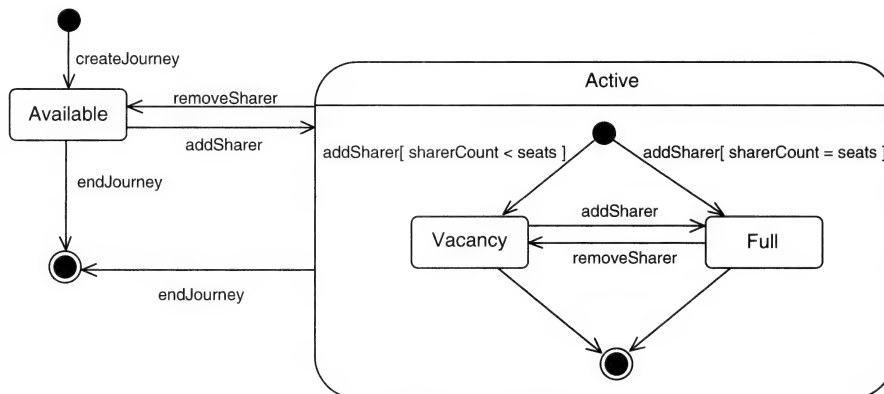 createJourney
Active
Available
removeSharer
addSharer
addSharer[ sharerCount < seats ]
addSharer[ sharerCount = seats ]
endJourney
Vacancy
addSharer
removeSharer
Full
endJourney